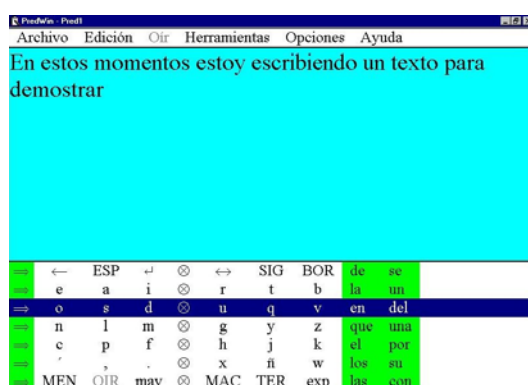 PredWin - Pred1
Archivo Edición Oír Herramientas Opciones Ayuda
En estos momentos estoy escribiendo un texto para
demostrar
⇒ ← ESP ↵ ⊗ ↔ SIG BOR de se
⇒ e a i ⊗ r t b la un
⇒ o s d ⊗ u q v en del
⇒ n l m ⊗ g y z que una
⇒ c p f ⊗ h j k el por
⇒ ´ , . ⊗ x ñ w los su
⇒ MEN OIR may ⊗ MAC TER exp las con